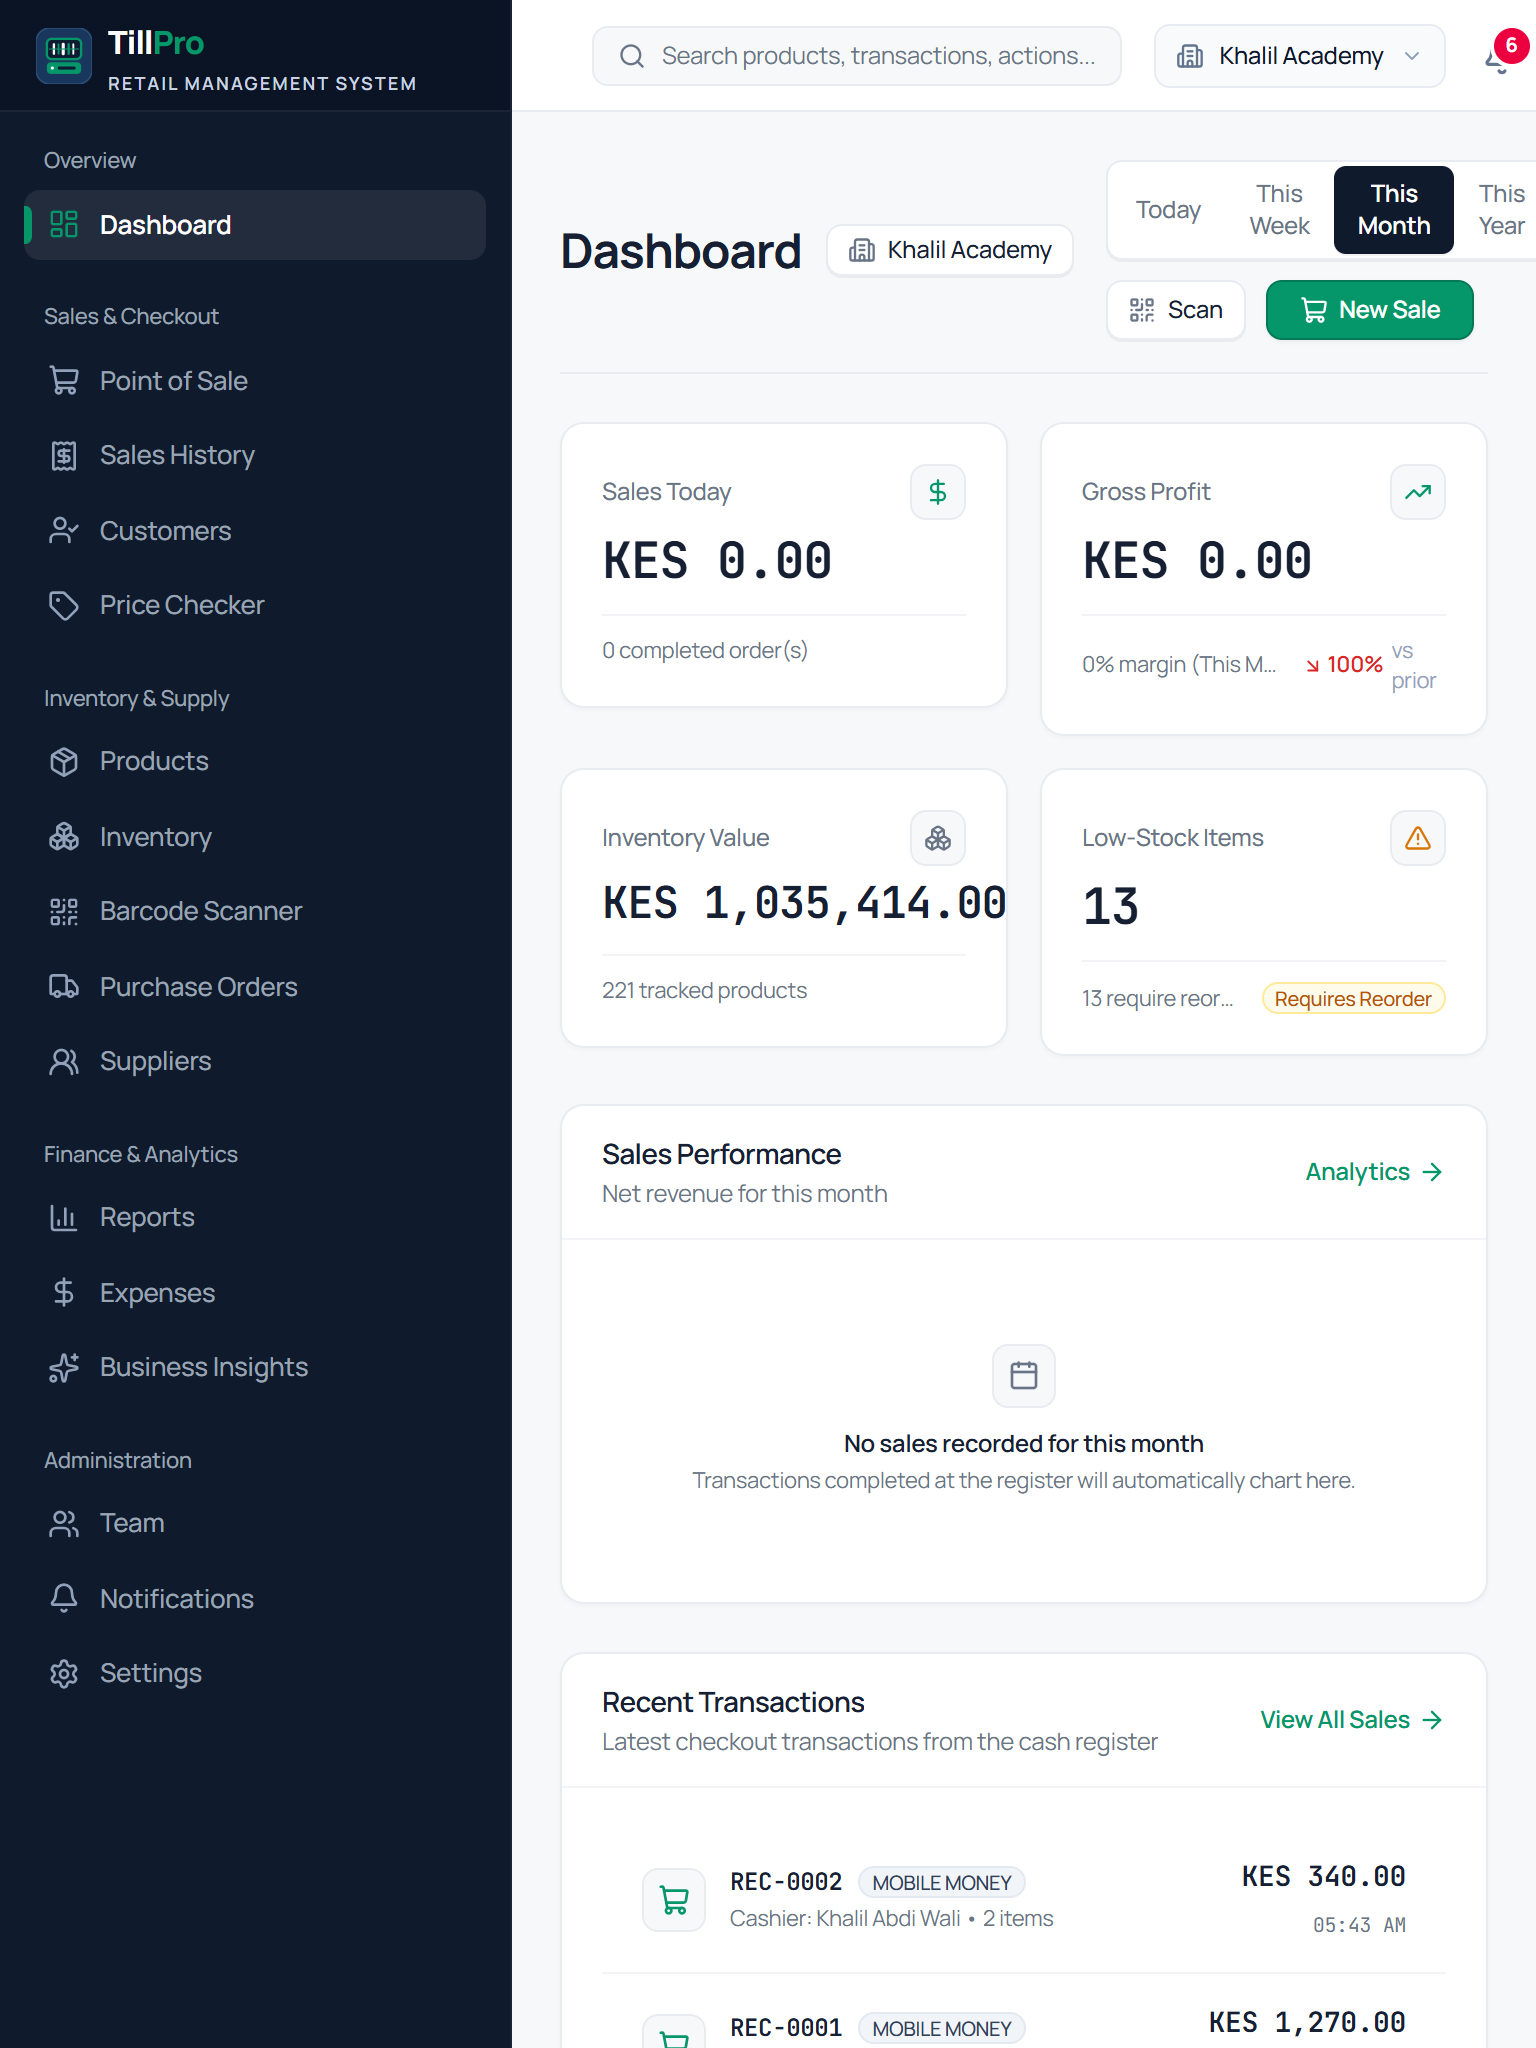 TillPro
RETAIL MANAGEMENT SYSTEM
Overview
Dashboard
Sales & Checkout
Point of Sale
Sales History
Customers
Price Checker
Inventory & Supply
Products
Inventory
Barcode Scanner
Purchase Orders
Suppliers
Finance & Analytics
Reports
Expenses
Business Insights
Administration
Team
Notifications
Settings
Search products, transactions, actions...
Khalil Academy
6
Dashboard
Khalil Academy
Today
This
Week
This
Month
This
Year
Scan
New Sale
Sales Today
KES 0.00
0 completed order(s)
Gross Profit
KES 0.00
0% margin (This M...
100%
vs
prior
Inventory Value
KES 1,035,414.00
221 tracked products
Low-Stock Items
13
13 require reor...
Requires Reorder
Sales Performance
Net revenue for this month
Analytics →
No sales recorded for this month
Transactions completed at the register will automatically chart here.
Recent Transactions
Latest checkout transactions from the cash register
View All Sales →
REC-0002 MOBILE MONEY
Cashier: Khalil Abdi Wali • 2 items
KES 340.00
05:43 AM
REC-0001 MOBILE MONEY
KES 1,270.00